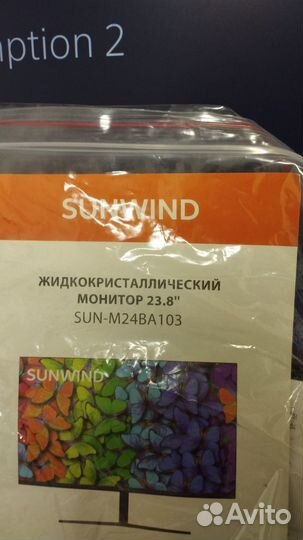 ption 2
SUNWIND
ЖИДКОКРИСТАЛЛИЧЕСКИЙ
МОНИТОР 23.8"
SUN-M24BA103
SUNWIND
Avito